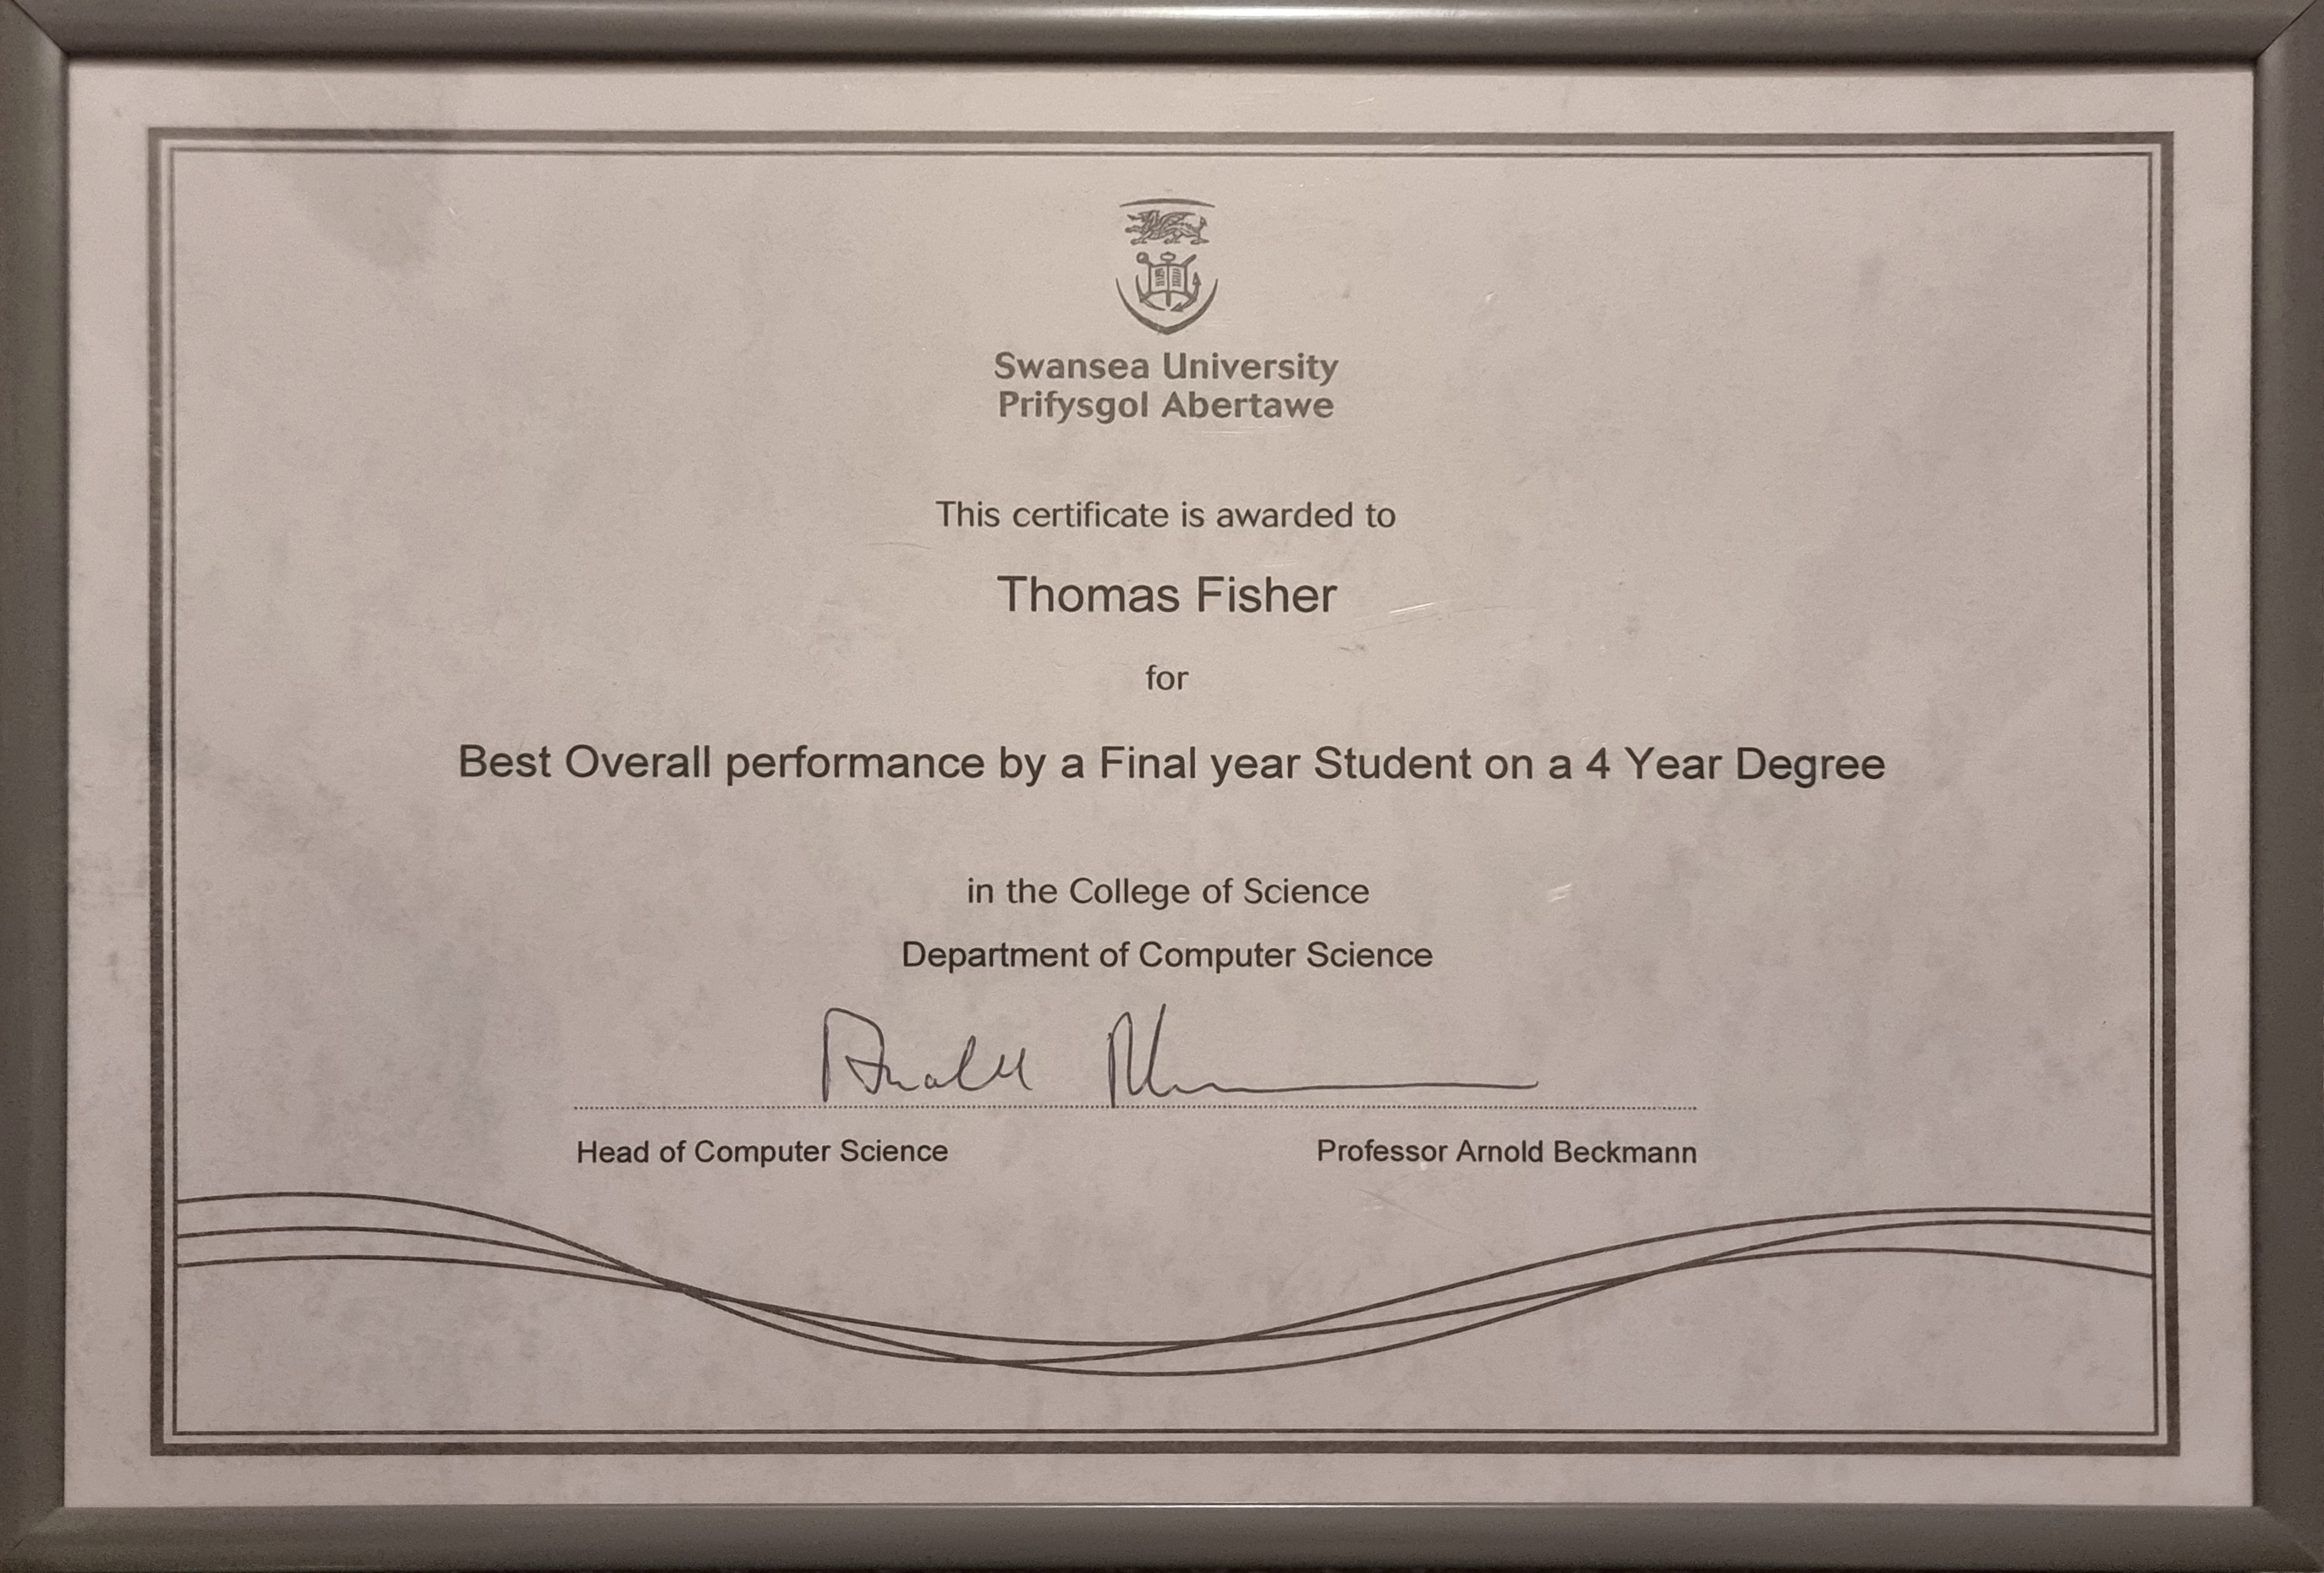 Swansea University
Prifysgol Abertawe
This certificate is awarded to
Thomas Fisher
for
Best Overall performance by a Final year Student on a 4 Year Degree
in the College of Science
Department of Computer Science
Head of Computer Science Professor Arnold Beckmann